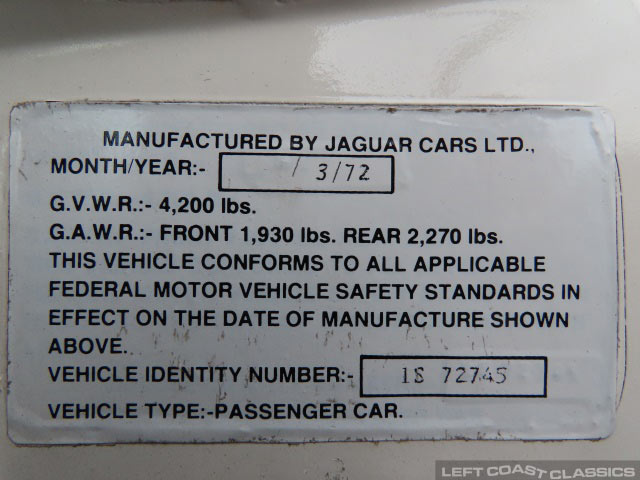 MANUFACTURED BY JAGUAR CARS LTD.,
MONTH/YEAR:- / 3/72
G.V.W.R.:- 4,200 lbs.
G.A.W.R.:- FRONT 1,930 lbs. REAR 2,270 lbs.
THIS VEHICLE CONFORMS TO ALL APPLICABLE
FEDERAL MOTOR VEHICLE SAFETY STANDARDS IN
EFFECT ON THE DATE OF MANUFACTURE SHOWN
ABOVE.
VEHICLE IDENTITY NUMBER:- 1S 72745
VEHICLE TYPE:-PASSENGER CAR.
LEFT COAST CLASSICS